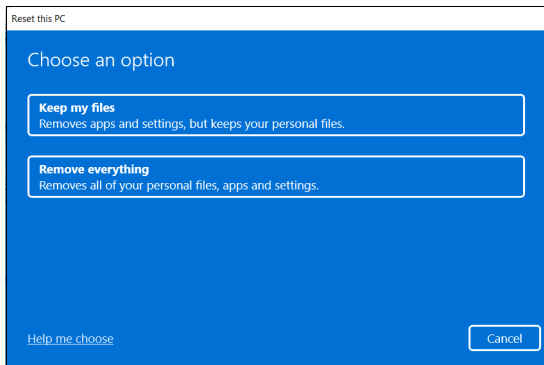 Reset this PC
Choose an option
Keep my files
Removes apps and settings, but keeps your personal files.
Remove everything
Removes all of your personal files, apps and settings.
Help me choose
Cancel